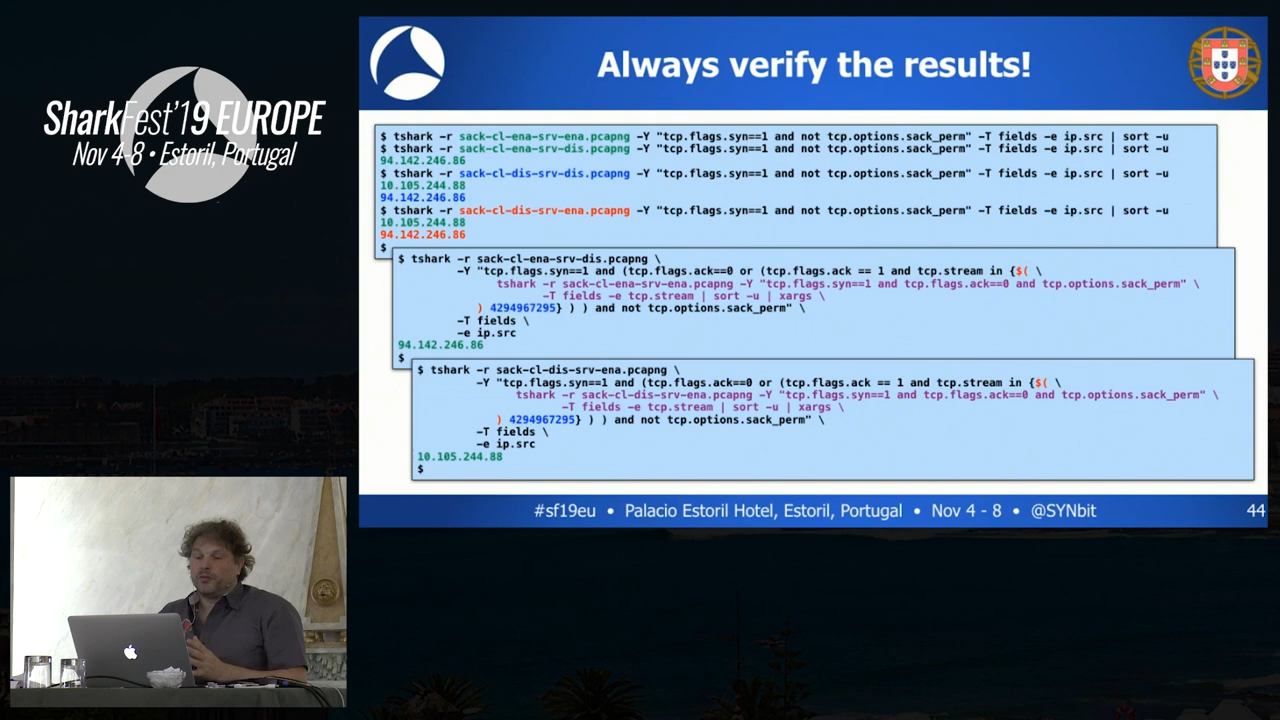 SharkFest'19 EUROPE
Nov 4-8 • Estoril, Portugal
Always verify the results!
$ tshark -r sack-cl-ena-srv-ena.pcapng -Y "tcp.flags.syn==1 and not tcp.options.sack_perm" -T fields -e ip.src | sort -u
$ tshark -r sack-cl-ena-srv-dis.pcapng -Y "tcp.flags.syn==1 and not tcp.options.sack_perm" -T fields -e ip.src | sort -u
94.142.246.86
$ tshark -r sack-cl-dis-srv-dis.pcapng -Y "tcp.flags.syn==1 and not tcp.options.sack_perm" -T fields -e ip.src | sort -u
10.105.244.88
94.142.246.86
$ tshark -r sack-cl-dis-srv-ena.pcapng -Y "tcp.flags.syn==1 and not tcp.options.sack_perm" -T fields -e ip.src | sort -u
10.105.244.88
94.142.246.86
$
$ tshark -r sack-cl-ena-srv-dis.pcapng \
-Y "tcp.flags.syn==1 and (tcp.flags.ack==0 or (tcp.flags.ack == 1 and tcp.stream in {$( \
tshark -r sack-cl-ena-srv-dis.pcapng -Y "tcp.flags.syn==1 and tcp.flags.ack==0 and tcp.options.sack_perm" \
-T fields -e tcp.stream | sort -u | xargs \
) 4294967295} ) ) and not tcp.options.sack_perm" \
-T fields \
-e ip.src
94.142.246.86
$
$ tshark -r sack-cl-dis-srv-ena.pcapng \
-Y "tcp.flags.syn==1 and (tcp.flags.ack==0 or (tcp.flags.ack == 1 and tcp.stream in {$( \
tshark -r sack-cl-dis-srv-ena.pcapng -Y "tcp.flags.syn==1 and tcp.flags.ack==0 and tcp.options.sack_perm" \
-T fields -e tcp.stream | sort -u | xargs \
) 4294967295} ) ) and not tcp.options.sack_perm" \
-T fields \
-e ip.src
10.105.244.88
$
#sf19eu • Palacio Estoril Hotel, Estoril, Portugal • Nov 4 - 8 • @SYNbit
44